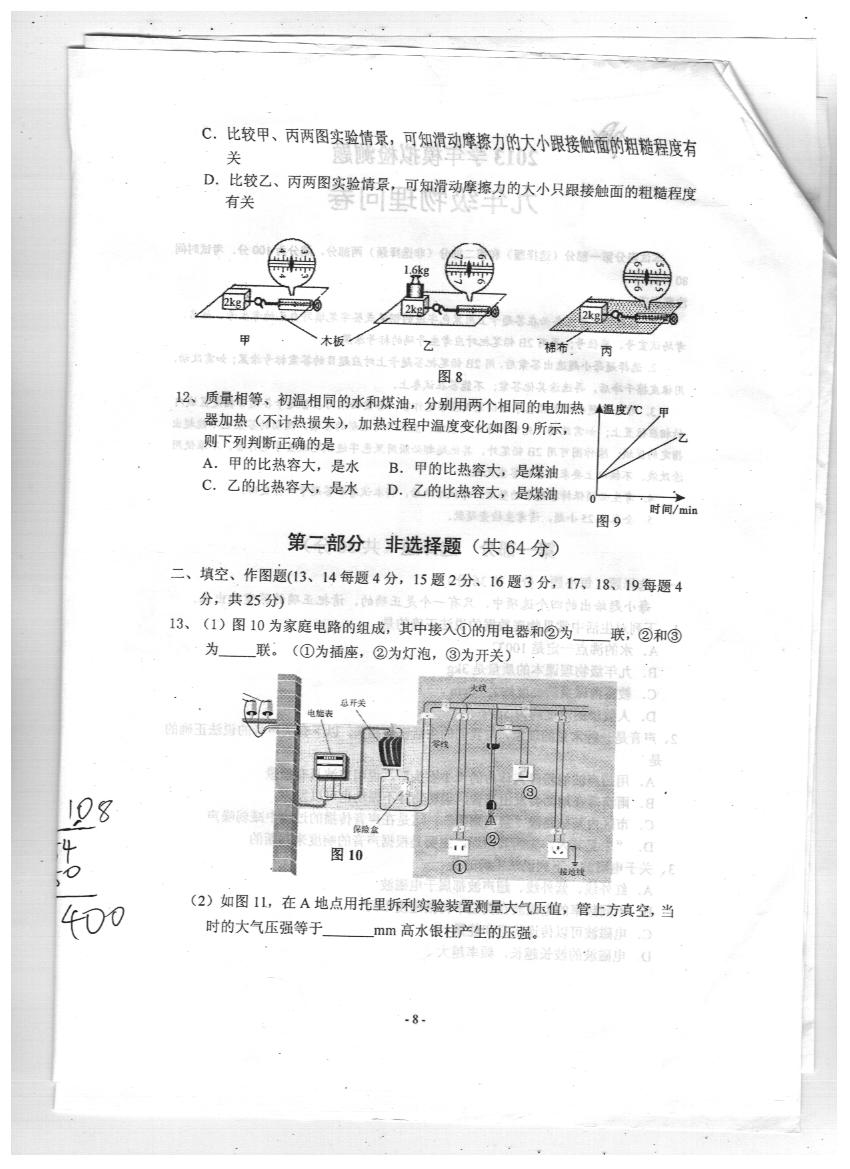 C．比较甲、丙两图实验情景，可知滑动摩擦力的大小跟接触面的粗糙程度有
关
D．比较乙、丙两图实验情景，可知滑动摩擦力的大小只跟接触面的粗糙程度
有关
1.6kg
2kg
2kg
2kg
甲
木板
乙
棉布
丙
图 8
12、质量相等、初温相同的水和煤油，分别用两个相同的电加热
器加热（不计热损失），加热过程中温度变化如图 9 所示，
则下列判断正确的是
A．甲的比热容大，是水 B．甲的比热容大，是煤油
C．乙的比热容大，是水 D．乙的比热容大，是煤油
温度/℃
甲
乙
0
时间/min
图 9
第二部分 非选择题（共 64 分）
二、填空、作图题(13、14 每题 4 分，15 题 2 分、16 题 3 分，17、18、19 每题 4
分，共 25 分)
13、（1）图 10 为家庭电路的组成，其中接入①的用电器和②为_____联，②和③
为_____联。（①为插座，②为灯泡，③为开关）
电能表
总开关
火线
零线
保险盒
③
②
①
接地线
图 10
108
400
（2）如图 11，在 A 地点用托里拆利实验装置测量大气压值，管上方真空，当
时的大气压强等于_______mm 高水银柱产生的压强。
- 8 -